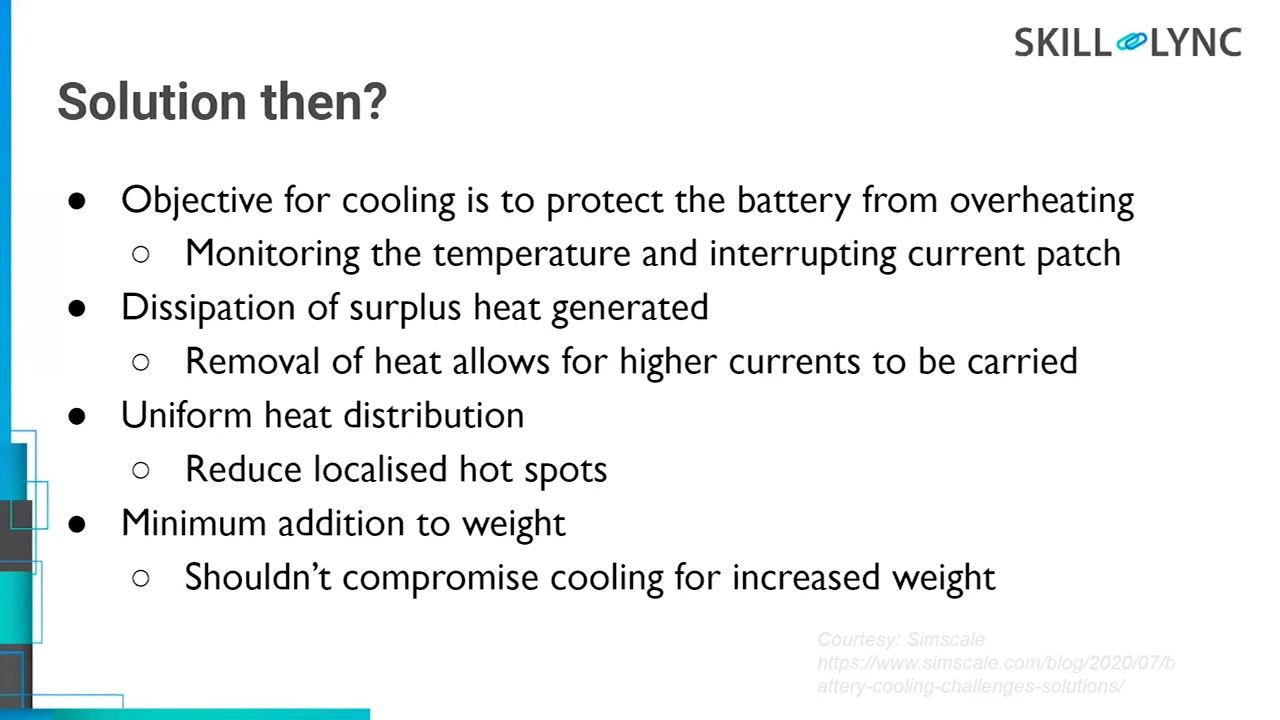 SKILL LYNC
Solution then?
● Objective for cooling is to protect the battery from overheating
○ Monitoring the temperature and interrupting current patch
● Dissipation of surplus heat generated
○ Removal of heat allows for higher currents to be carried
● Uniform heat distribution
○ Reduce localised hot spots
● Minimum addition to weight
○ Shouldn’t compromise cooling for increased weight
Courtesy: Simscale
https://www.simscale.com/blog/2020/07/b
attery-cooling-challenges-solutions/